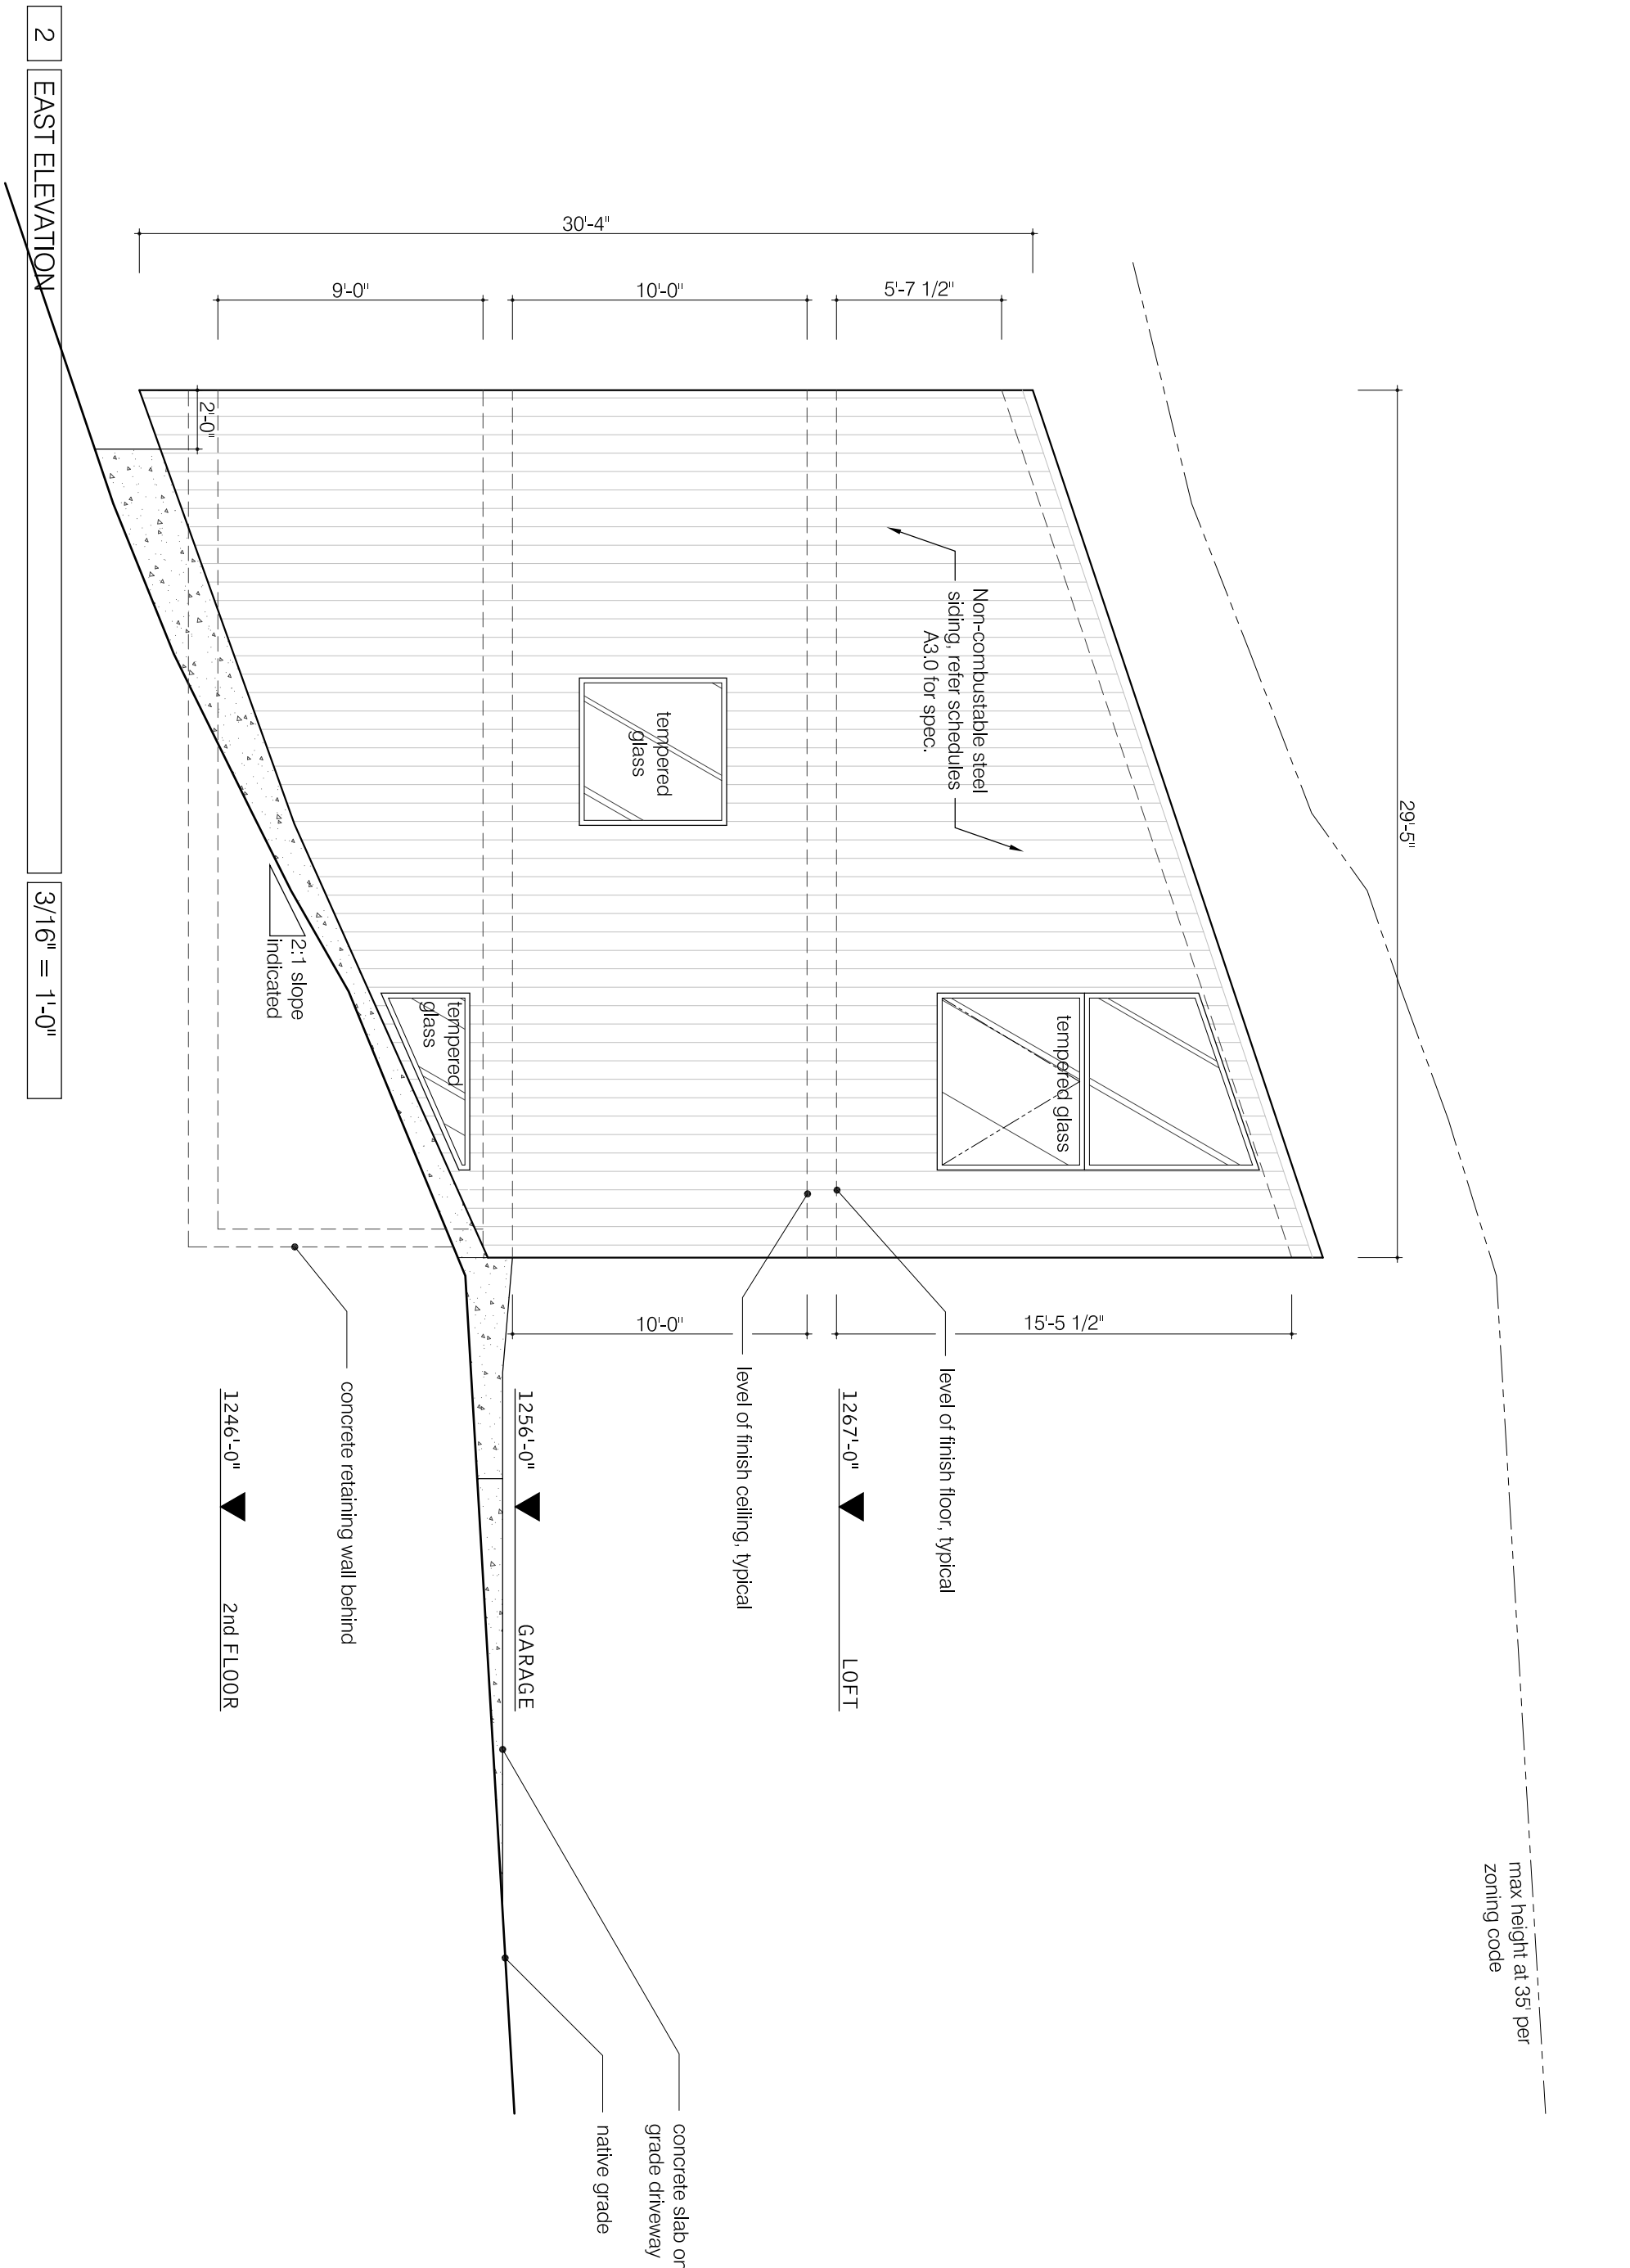 29'-5"
max height at 35' per
zoning code
30'-4"
5'-7 1/2"
10'-0"
9'-0"
2'-0"
Non-combustable steel
siding, refer schedules
A3.0 for spec.
tempered glass
tempered
glass
tempered
glass
15'-5 1/2"
10'-0"
level of finish floor, typical
1267'-0"
LOFT
level of finish ceiling, typical
1256'-0"
GARAGE
concrete slab on
grade driveway
native grade
concrete retaining wall behind
1246'-0"
2nd FLOOR
2:1 slope
indicated
2
EAST ELEVATION
3/16" = 1'-0"